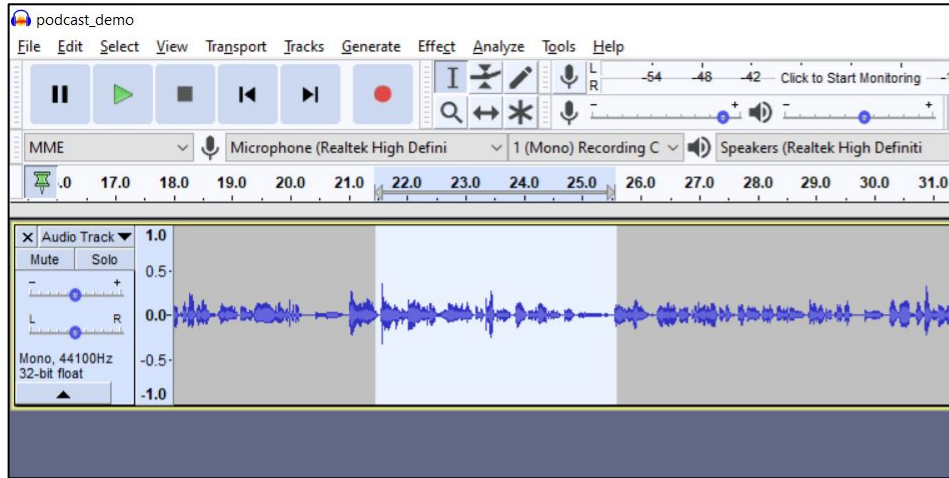 podcast_demo
File Edit Select View Transport Tracks Generate Effect Analyze Tools Help
L
R
-54 -48 -42 Click to Start Monitoring
- +
- +
MME
Microphone (Realtek High Defini
1 (Mono) Recording C
Speakers (Realtek High Definiti
.0 17.0 18.0 19.0 20.0 21.0 22.0 23.0 24.0 25.0 26.0 27.0 28.0 29.0 30.0 31.0
X Audio Track
Mute Solo
- +
L R
Mono, 44100Hz
32-bit float
1.0
0.5
0.0
-0.5
-1.0